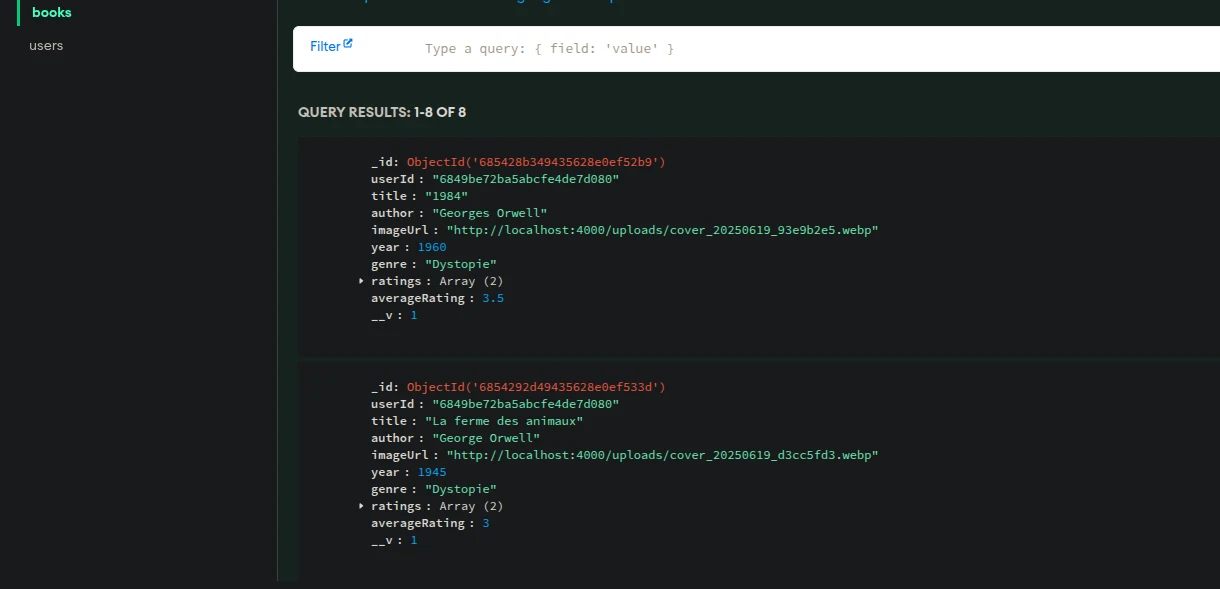 books
users
Filter
Type a query: { field: 'value' }
QUERY RESULTS: 1-8 OF 8
_id: ObjectId('685428b349435628e0ef52b9')
userId : "6849be72ba5abcfe4de7d080"
title : "1984"
author : "Georges Orwell"
imageUrl : "http://localhost:4000/uploads/cover_20250619_93e9b2e5.webp"
year : 1960
genre : "Dystopie"
ratings : Array (2)
averageRating : 3.5
__v : 1
_id: ObjectId('6854292d49435628e0ef533d')
userId : "6849be72ba5abcfe4de7d080"
title : "La ferme des animaux"
author : "George Orwell"
imageUrl : "http://localhost:4000/uploads/cover_20250619_d3cc5fd3.webp"
year : 1945
genre : "Dystopie"
ratings : Array (2)
averageRating : 3
__v : 1